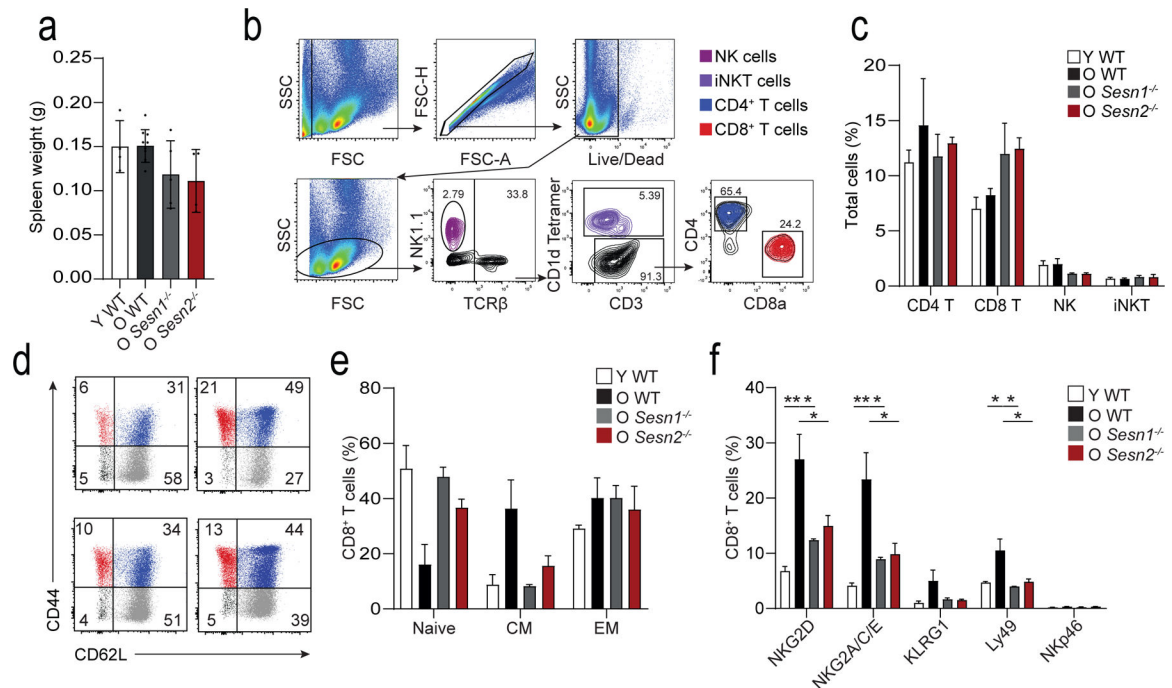 a
Spleen weight (g)
0.25
0.20
0.15
0.10
0.05
0.00
Y WT
O WT
O Sesn1-/-
O Sesn2-/-
b
SSC
FSC
FSC-H
FSC-A
SSC
Live/Dead
NK cells
iNKT cells
CD4+ T cells
CD8+ T cells
SSC
FSC
NK1.1
2.79
33.8
TCRβ
CD1d Tetramer
5.39
91.3
CD3
CD4
65.4
24.2
CD8a
c
Total cells (%)
20
15
10
5
0
CD4 T
CD8 T
NK
iNKT
Y WT
O WT
O Sesn1-/-
O Sesn2-/-
d
6 31
5 58
21 49
3 27
10 34
4 51
13 44
5 39
CD44
CD62L
e
CD8+ T cells (%)
80
60
40
20
0
Naive
CM
EM
Y WT
O WT
O Sesn1-/-
O Sesn2-/-
f
CD8+ T cells (%)
40
30
20
10
0
***
*
***
*
**
*
NKG2D
NKG2A/C/E
KLRG1
Ly49
NKp46
Y WT
O WT
O Sesn1-/-
O Sesn2-/-